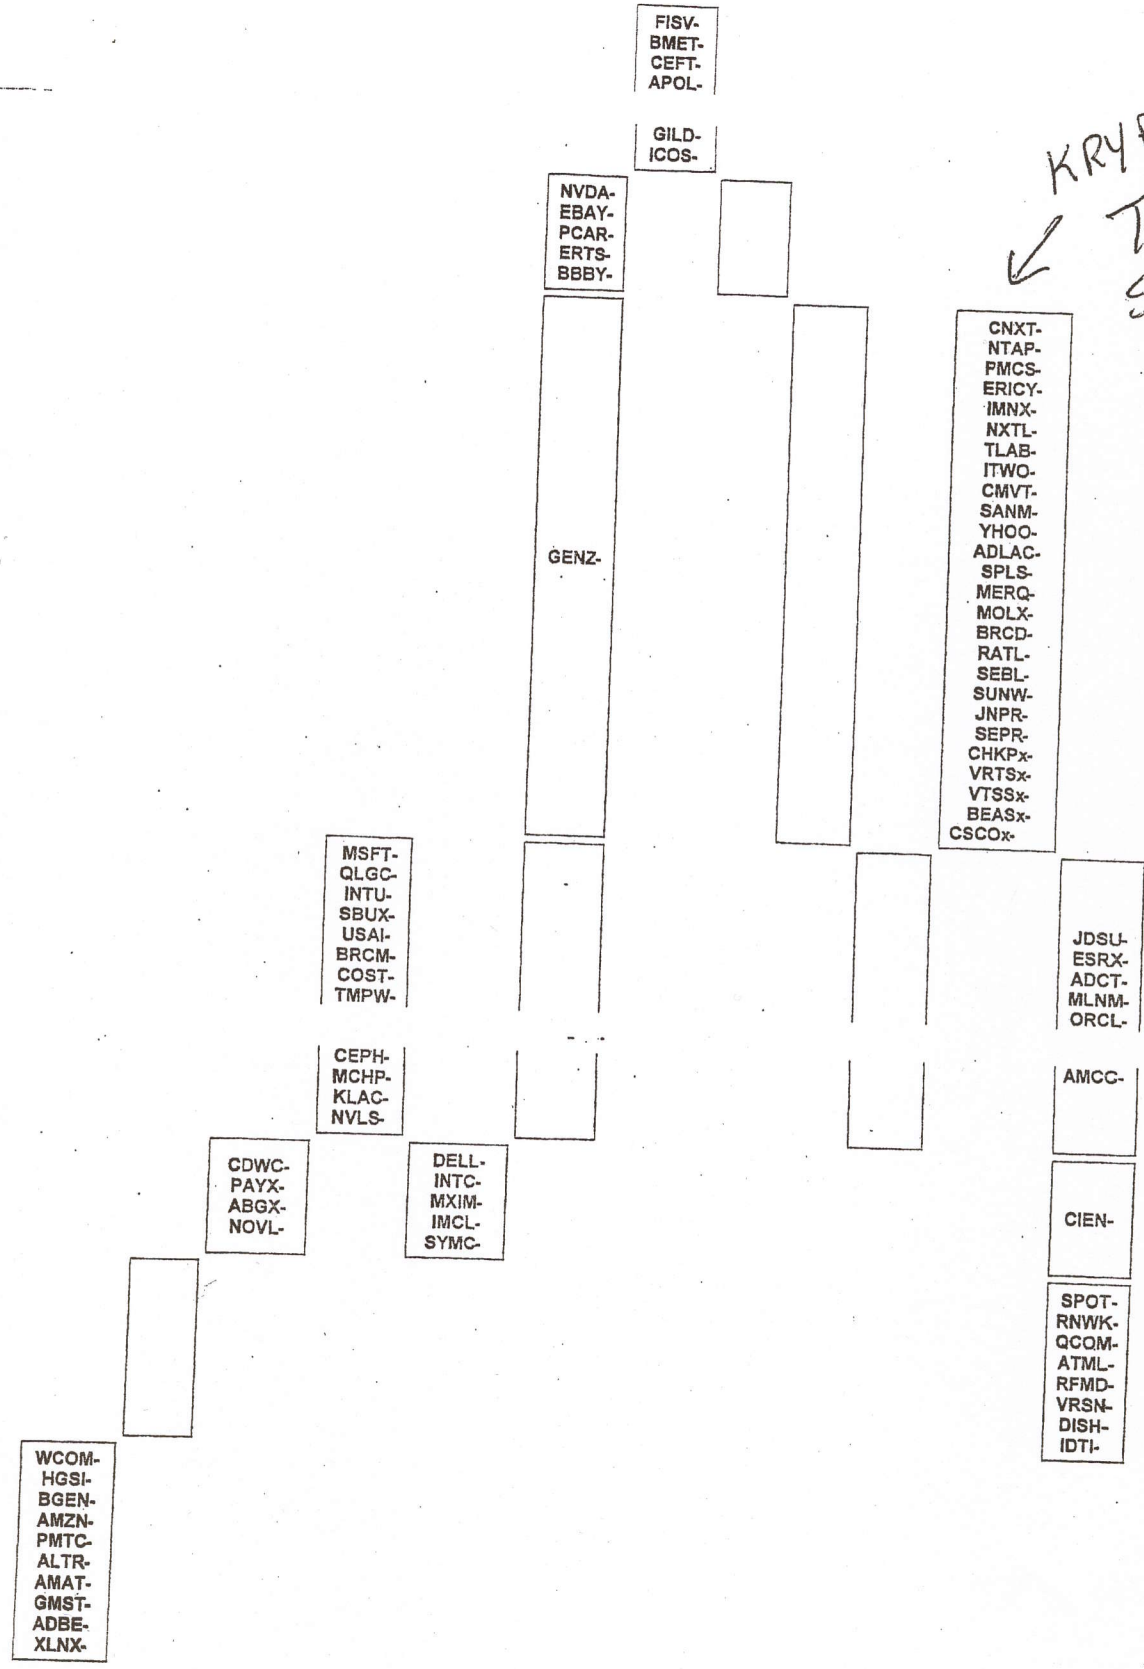 FISV-
BMET-
CEFT-
APOL-
GILD-
ICOS-
NVDA-
EBAY-
PCAR-
ERTS-
BBBY-
GENZ-
CNXT-
NTAP-
PMCS-
ERICY-
IMNX-
NXTL-
TLAB-
ITWO-
CMVT-
SANM-
YHOO-
ADLAC-
SPLS-
MERQ-
MOLX-
BRCD-
RATL-
SEBL-
SUNW-
JNPR-
SEPR-
CHKPx-
VRTSx-
VTSSx-
BEASx-
CSCOx-
MSFT-
QLGC-
INTU-
SBUX-
USAI-
BRCM-
COST-
TMPW-
CEPH-
MCHP-
KLAC-
NVLS-
JDSU-
ESRX-
ADCT-
MLNM-
ORCL-
AMCC-
CDWC-
PAYX-
ABGX-
NOVL-
DELL-
INTC-
MXIM-
IMCL-
SYMC-
CIEN-
SPOT-
RNWK-
QCOM-
ATML-
RFMD-
VRSN-
DISH-
IDTI-
WCOM-
HGSI-
BGEN-
AMZN-
PMTC-
ALTR-
AMAT-
GMST-
ADBE-
XLNX-